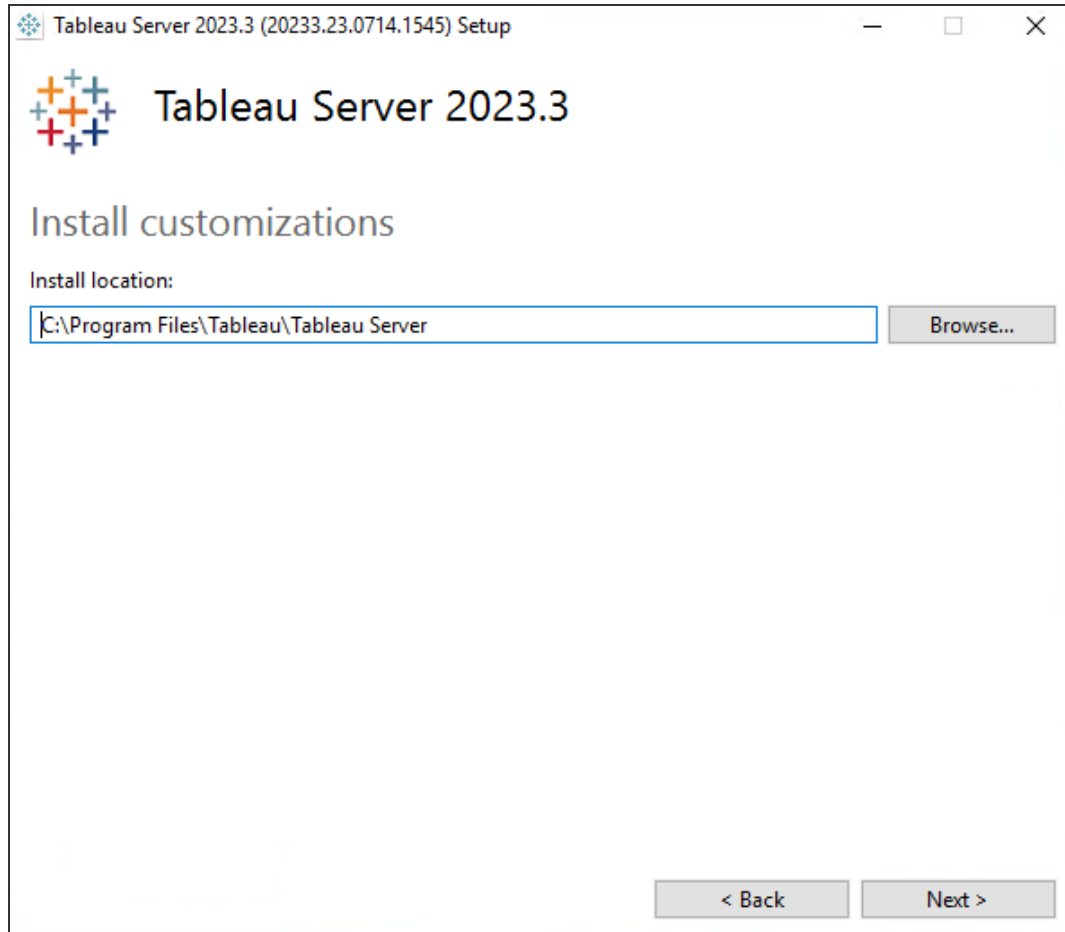 Tableau Server 2023.3 (20233.23.0714.1545) Setup
Tableau Server 2023.3
Install customizations
Install location:
C:\Program Files\Tableau\Tableau Server
Browse...
< Back
Next >